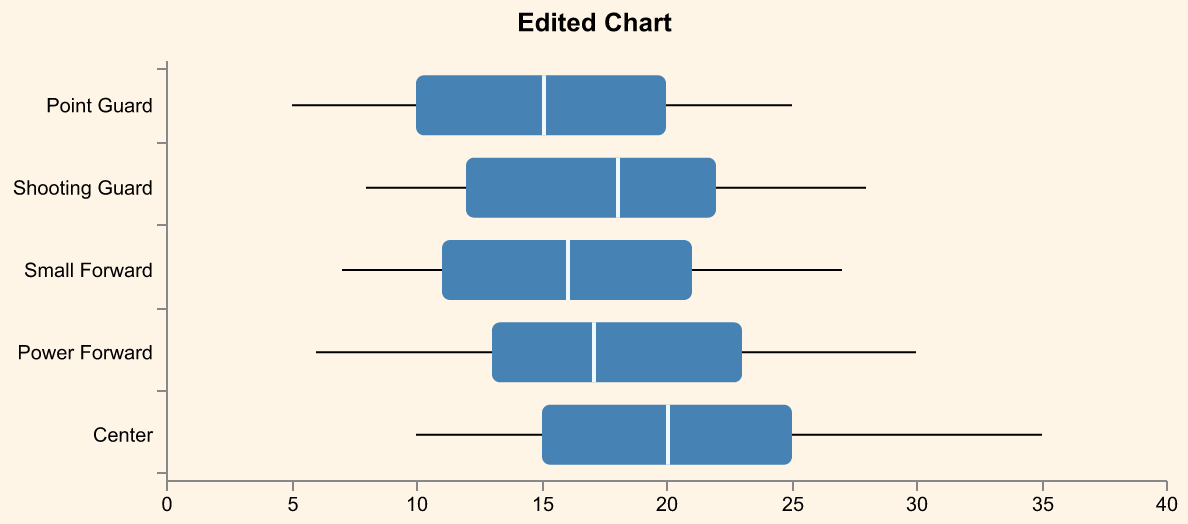 Edited Chart
Point Guard
Shooting Guard
Small Forward
Power Forward
Center
0 5 10 15 20 25 30 35 40